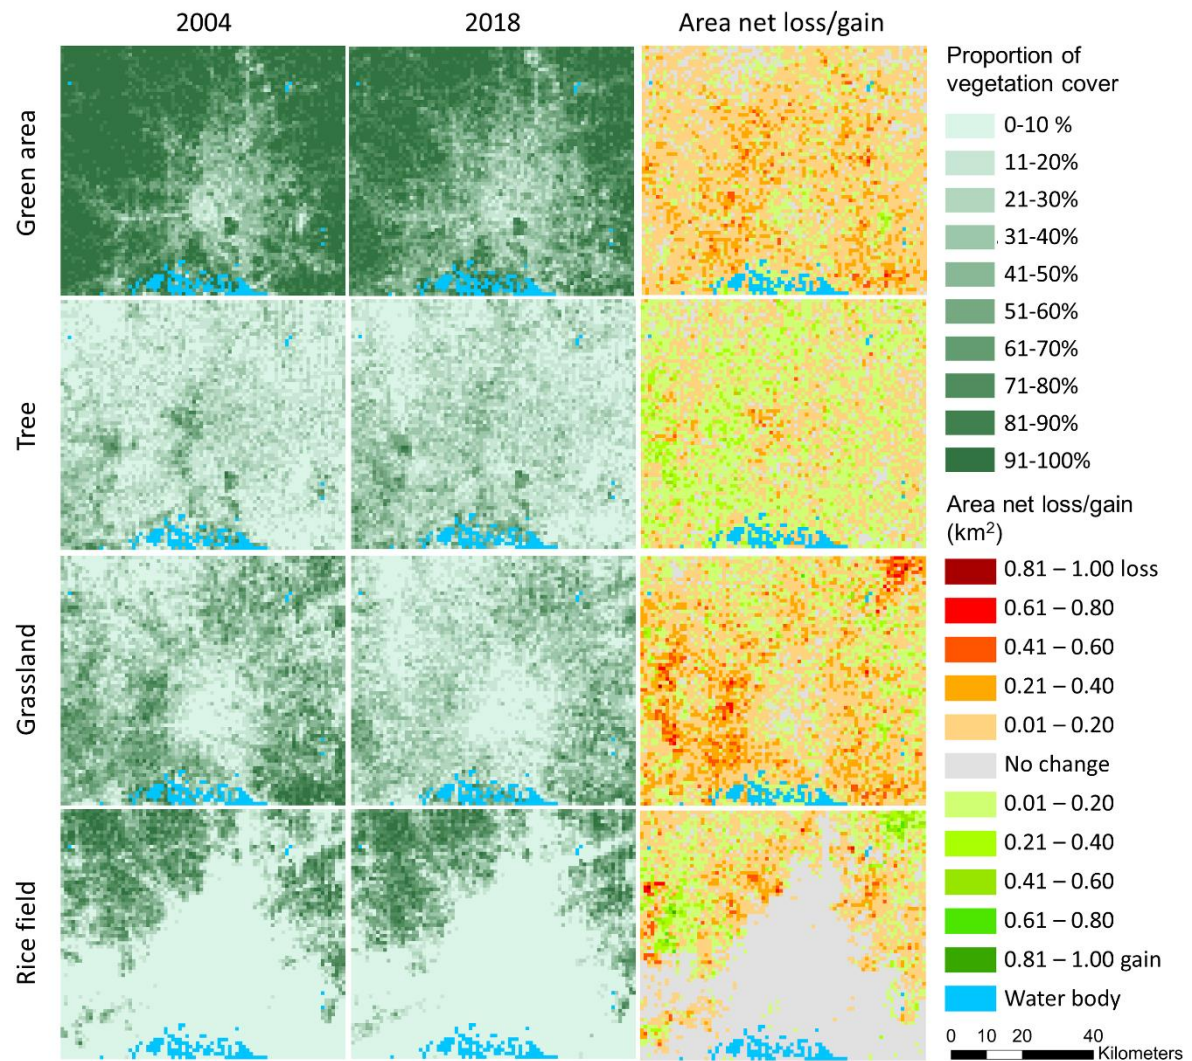 2004
2018
Area net loss/gain
Green area
Tree
Grassland
Rice field
Proportion of
vegetation cover
0-10 %
11-20%
21-30%
31-40%
41-50%
51-60%
61-70%
71-80%
81-90%
91-100%
Area net loss/gain
(km²)
0.81 – 1.00 loss
0.61 – 0.80
0.41 – 0.60
0.21 – 0.40
0.01 – 0.20
No change
0.01 – 0.20
0.21 – 0.40
0.41 – 0.60
0.61 – 0.80
0.81 – 1.00 gain
Water body
0 10 20 40
Kilometers